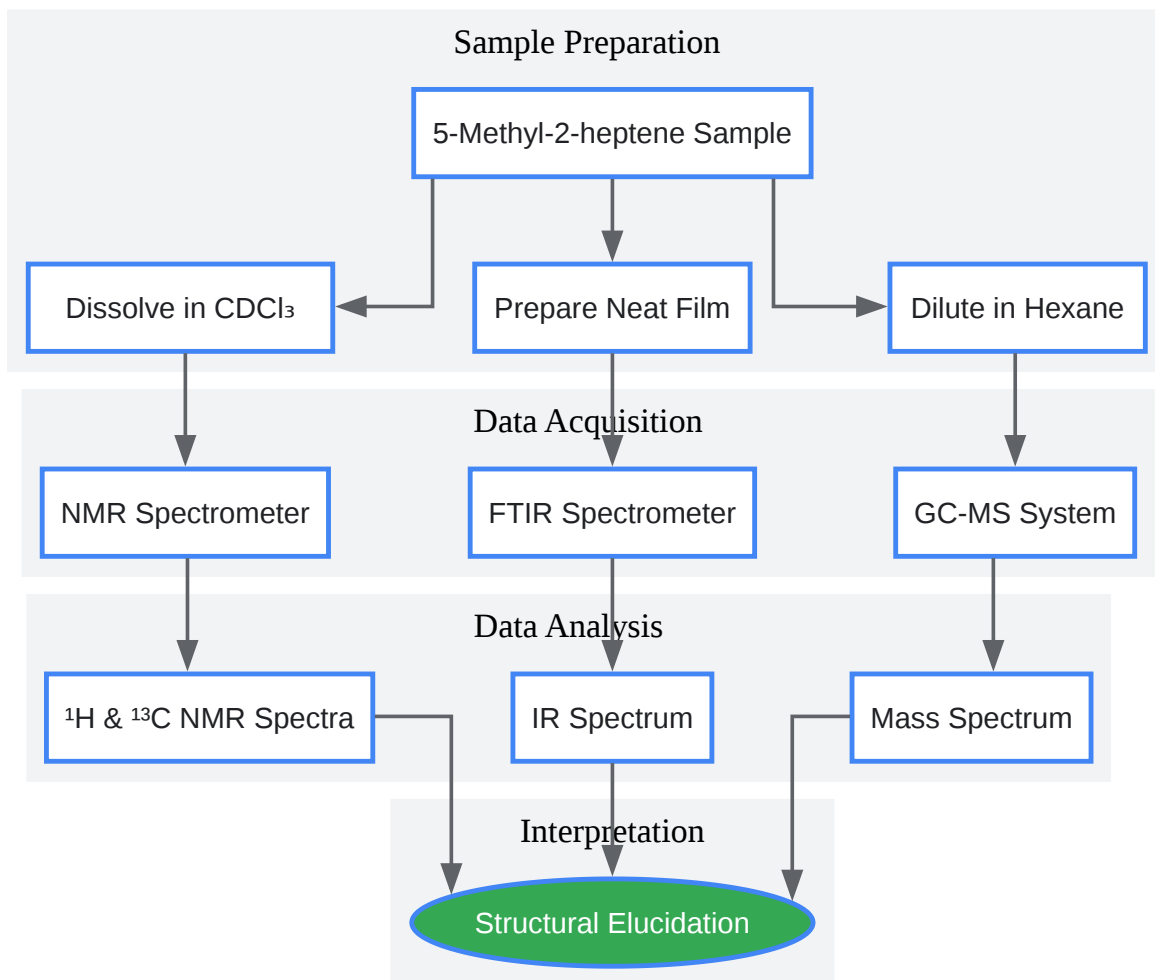 Sample Preparation
5-Methyl-2-heptene Sample
Dissolve in CDCl₃
Prepare Neat Film
Dilute in Hexane
Data Acquisition
NMR Spectrometer
FTIR Spectrometer
GC-MS System
Data Analysis
¹H & ¹³C NMR Spectra
IR Spectrum
Mass Spectrum
Interpretation
Structural Elucidation